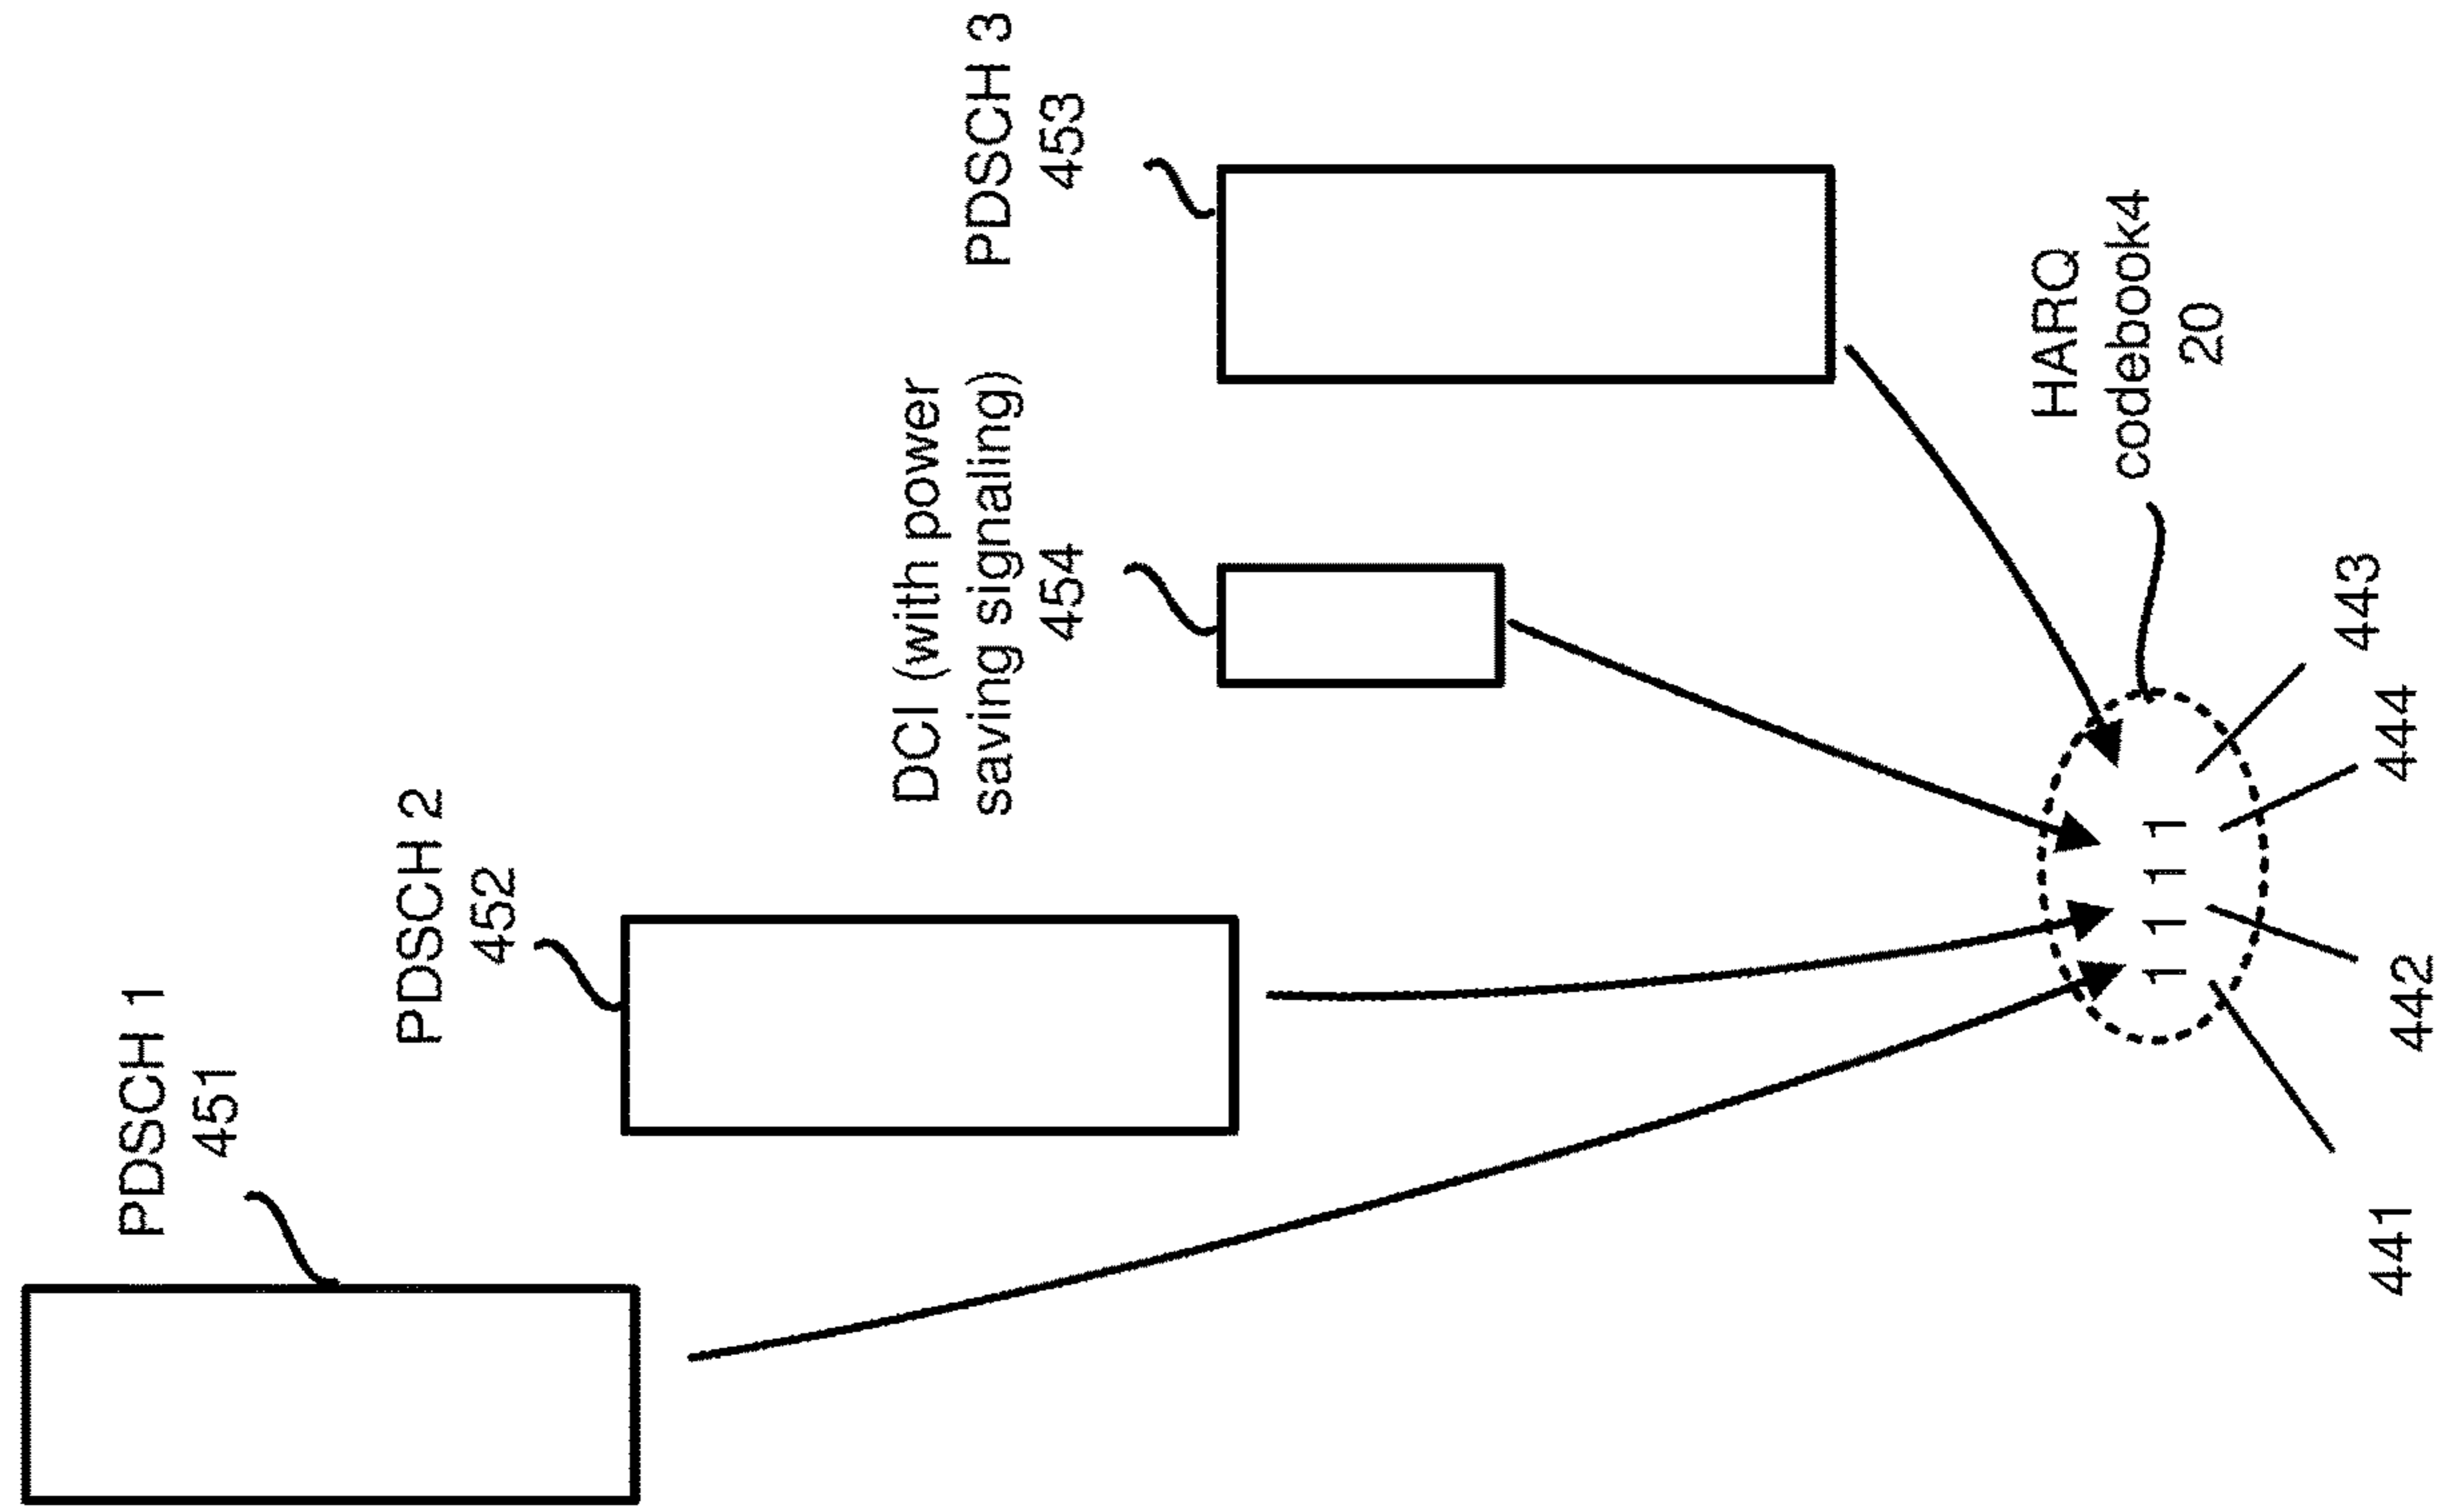 PDSCH 1
451
PDSCH 2
452
DCI (with power
saving signaling)
454
PDSCH 3
453
HARQ
codebook4
20
1 1 1 1
441
442
444
443